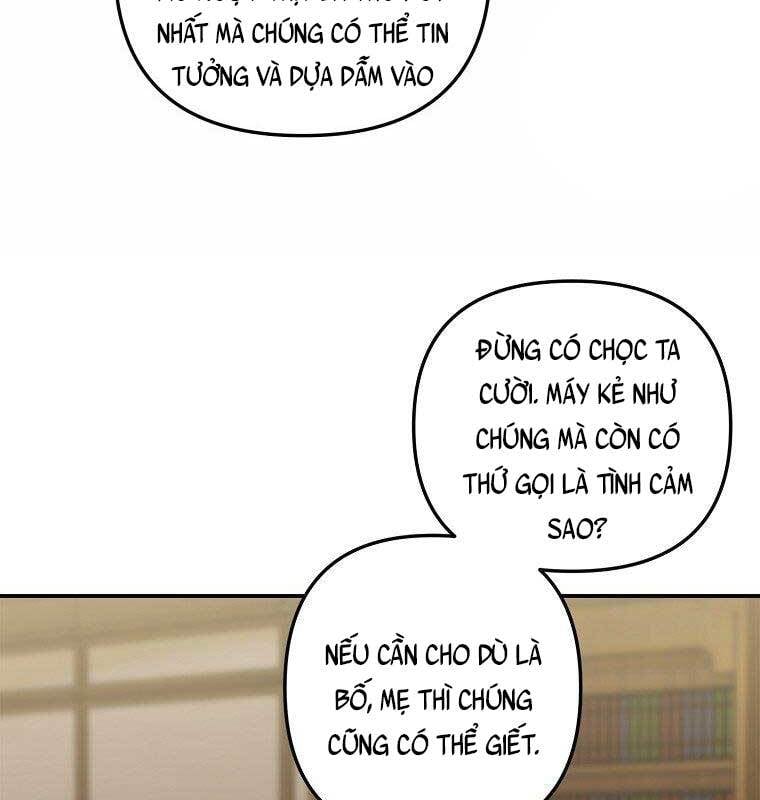 NHẤT MÀ CHÚNG CÓ THỂ TIN
TƯỞNG VÀ DỰA DẪM VÀO
ĐỪNG CÓ CHỌC TA
CƯỜI. MÁY KẺ NHƯ
CHÚNG MÀ CÒN CÓ
THỨ GỌI LÀ TÌNH CẢM
SAO?
NẾU CẦN CHO DÙ LÀ
BỐ, MẸ THÌ CHÚNG
CŨNG CÓ THỂ GIẾT.